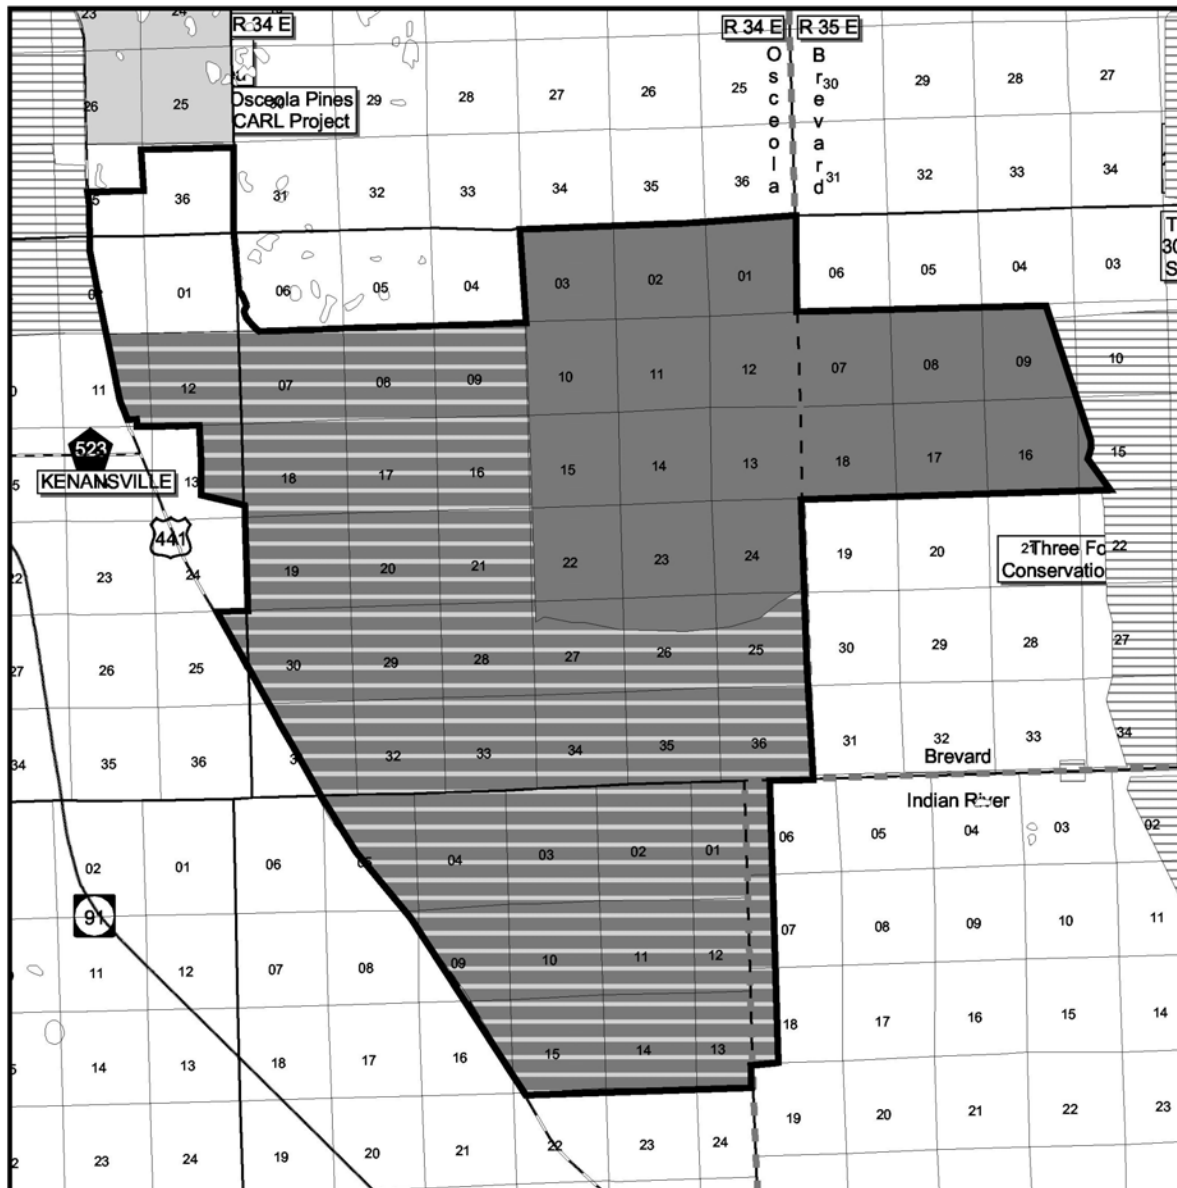 23 24 R 34 E R 34 E R 35 E
Osceola
Brevard
26 25 29 28 27 26 25 30 29 28 27
Osceola Pines
CARL Project
36 31 32 33 34 35 36 31 32 33 34
01 06 05 04 03 02 01 06 05 04 03
11 12 07 08 09 10 11 12 07 08 09 10
523
KENANSVILLE
13 18 17 16 15 14 13 18 17 16 15
441
22 23 24 19 20 21 22 23 24 19 20 21 22
Three Fo
Conservatio
27 26 25 30 29 28 27 26 25 30 29 28 27
34 35 36 32 33 34 35 36 31 32 33 34
Brevard
Indian River
02 01 06 05 04 03 02 01 06 05 04 03 02
91
11 12 07 08 09 10 11 12 07 08 09 10 11
14 13 18 17 16 15 14 13 18 17 16 15 14
23 24 19 20 21 22 23 24 19 20 21 22 23